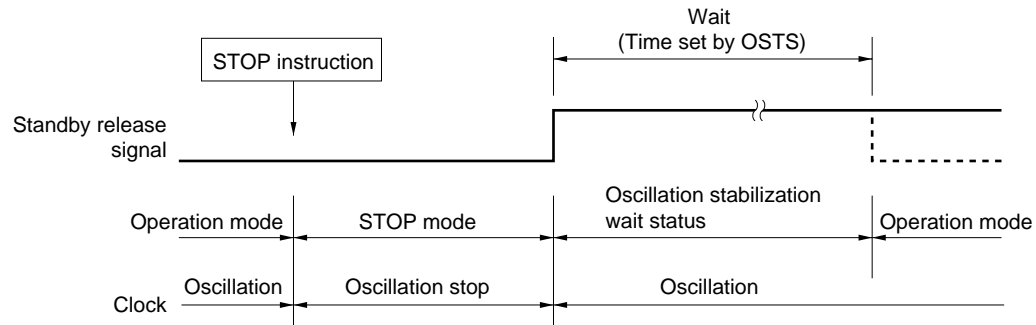 Wait
(Time set by OSTS)
STOP instruction
Standby release
signal
Operation mode
STOP mode
Oscillation stabilization
wait status
Operation mode
Clock
Oscillation
Oscillation stop
Oscillation